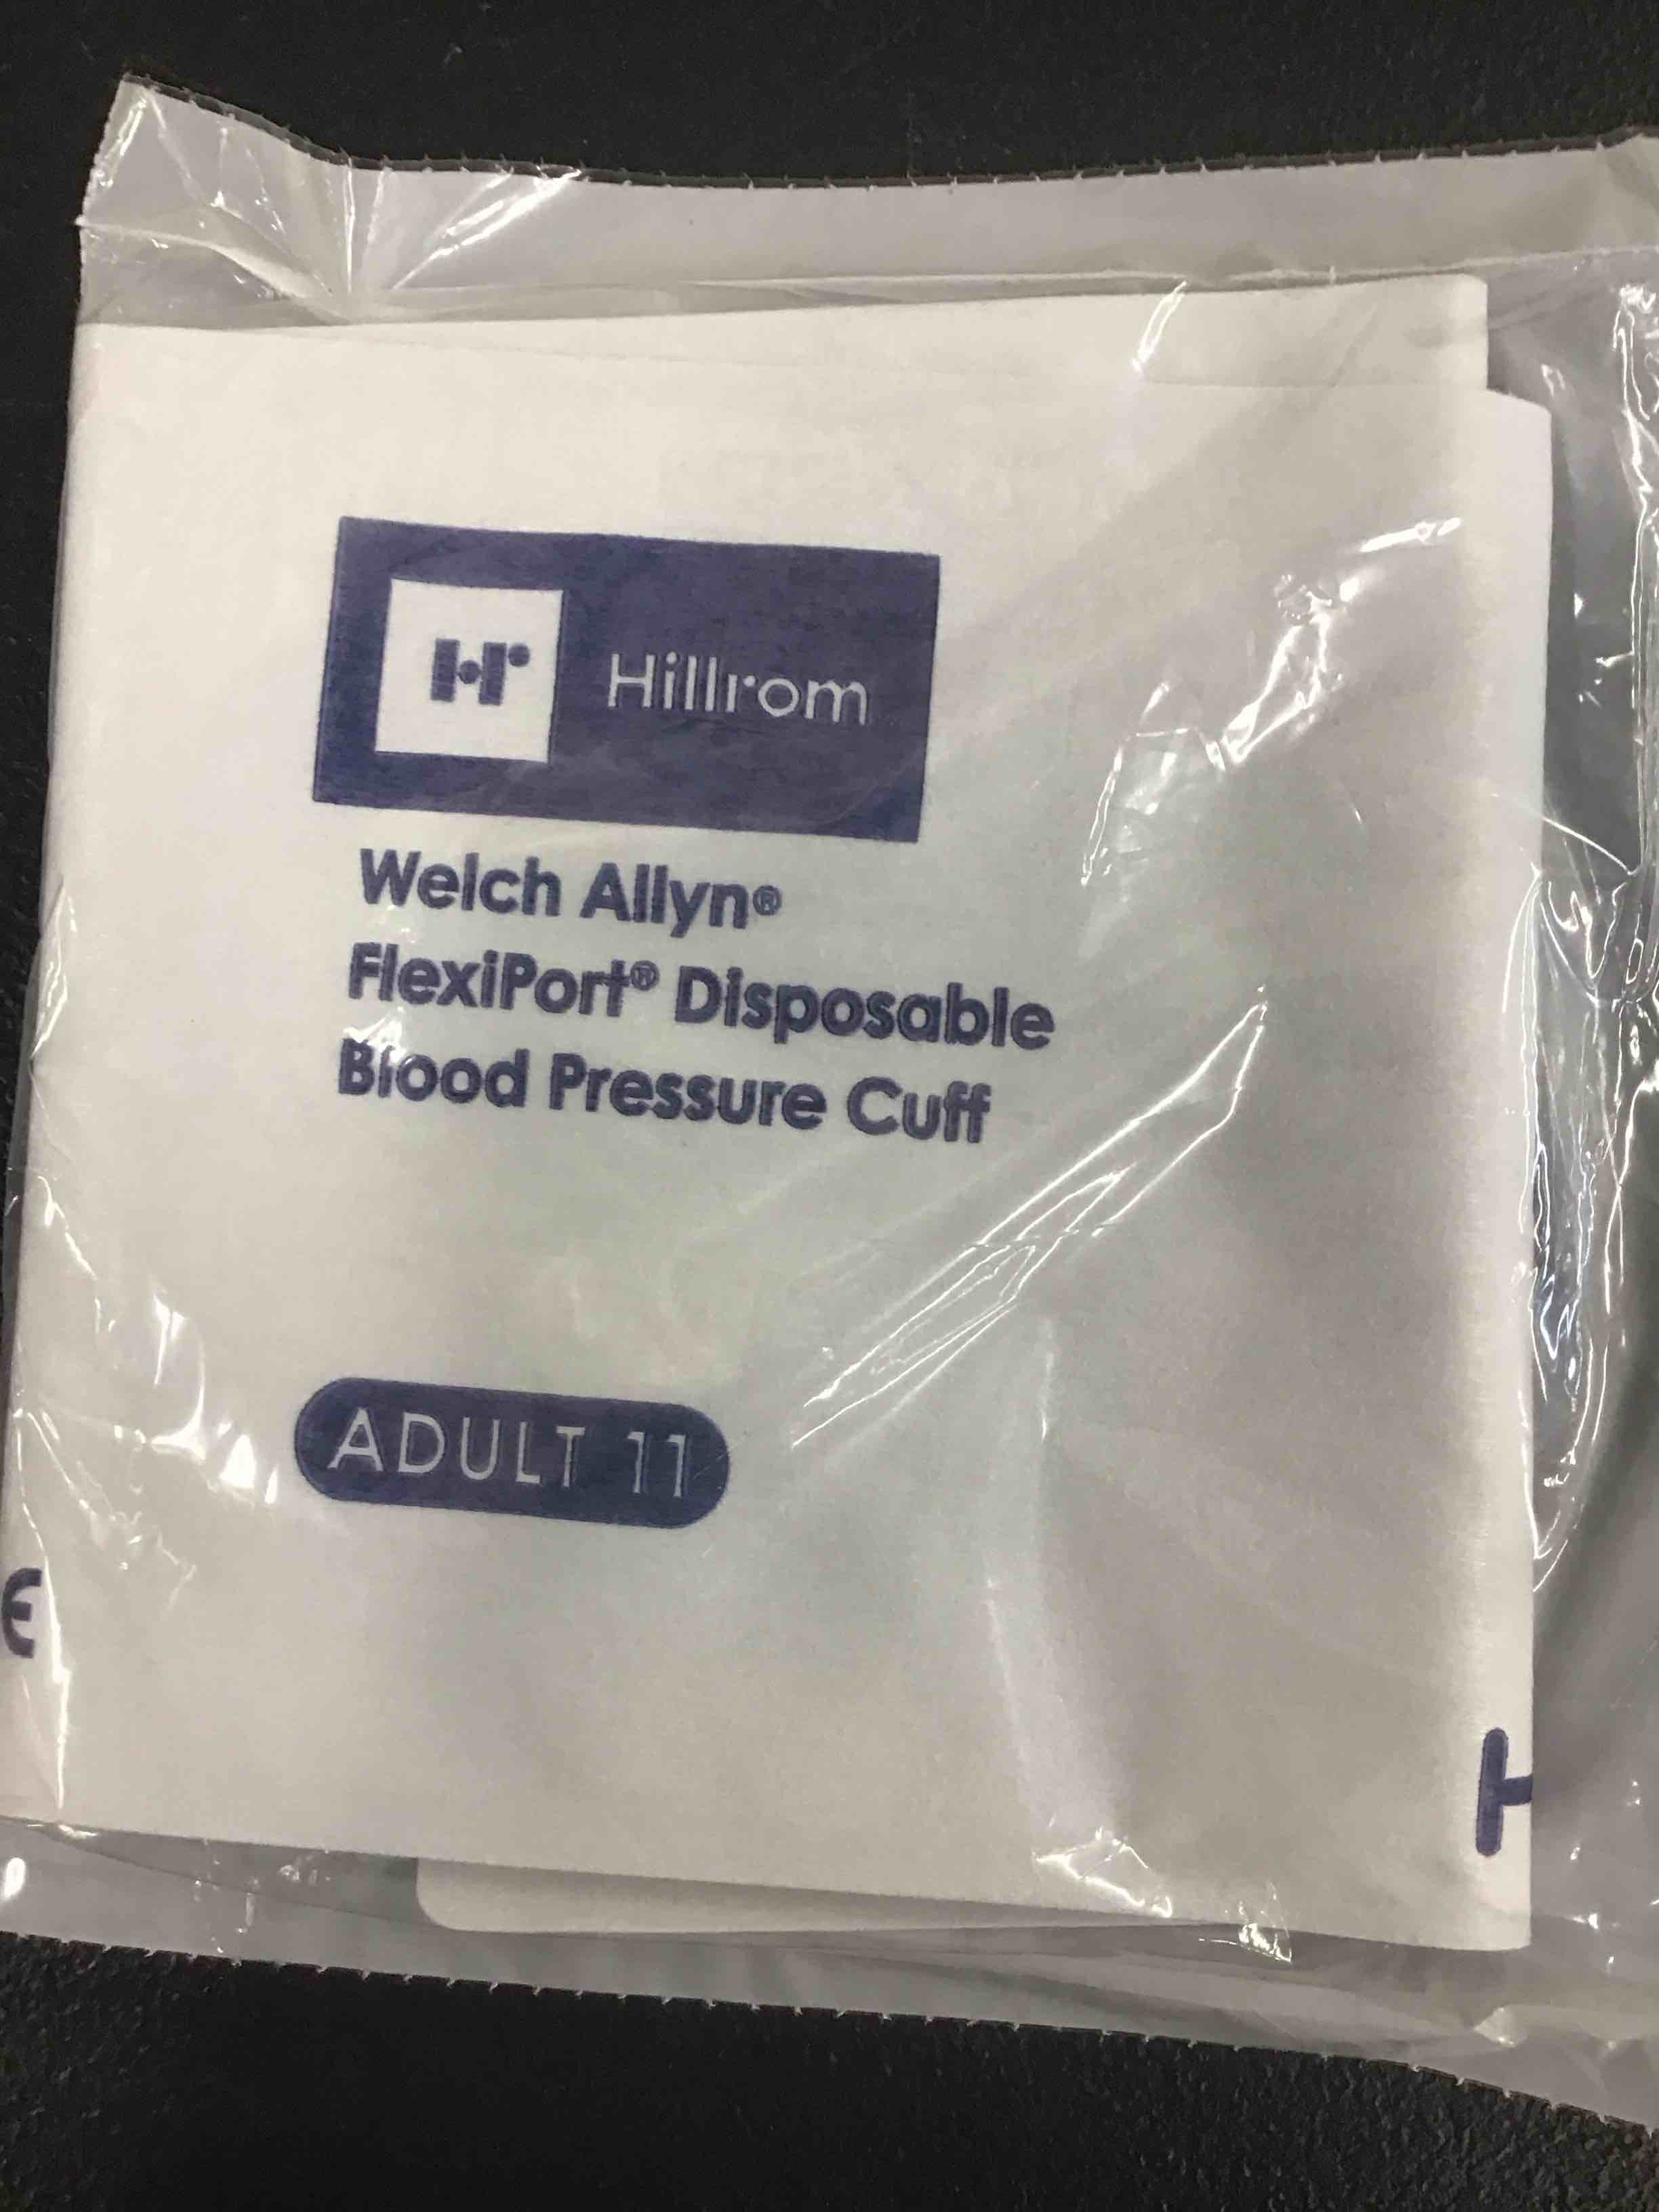 Hillrom
Welch Allyn®
FlexiPort® Disposable
Blood Pressure Cuff
ADULT 11